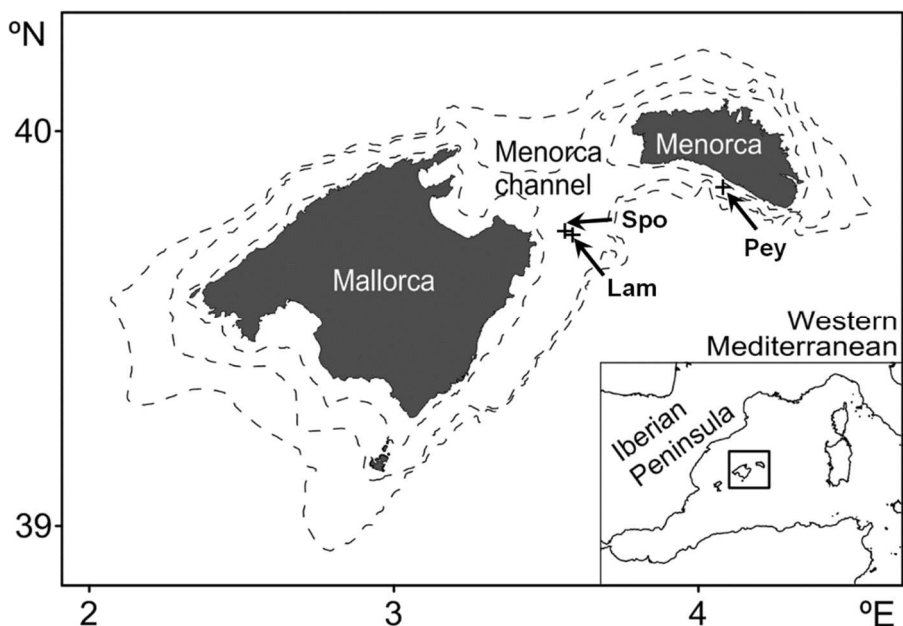 ºN
40
Menorca
Menorca
channel
Spo
Pey
Lam
Mallorca
Western
Mediterranean
Iberian
Peninsula
39
2
3
4
ºE